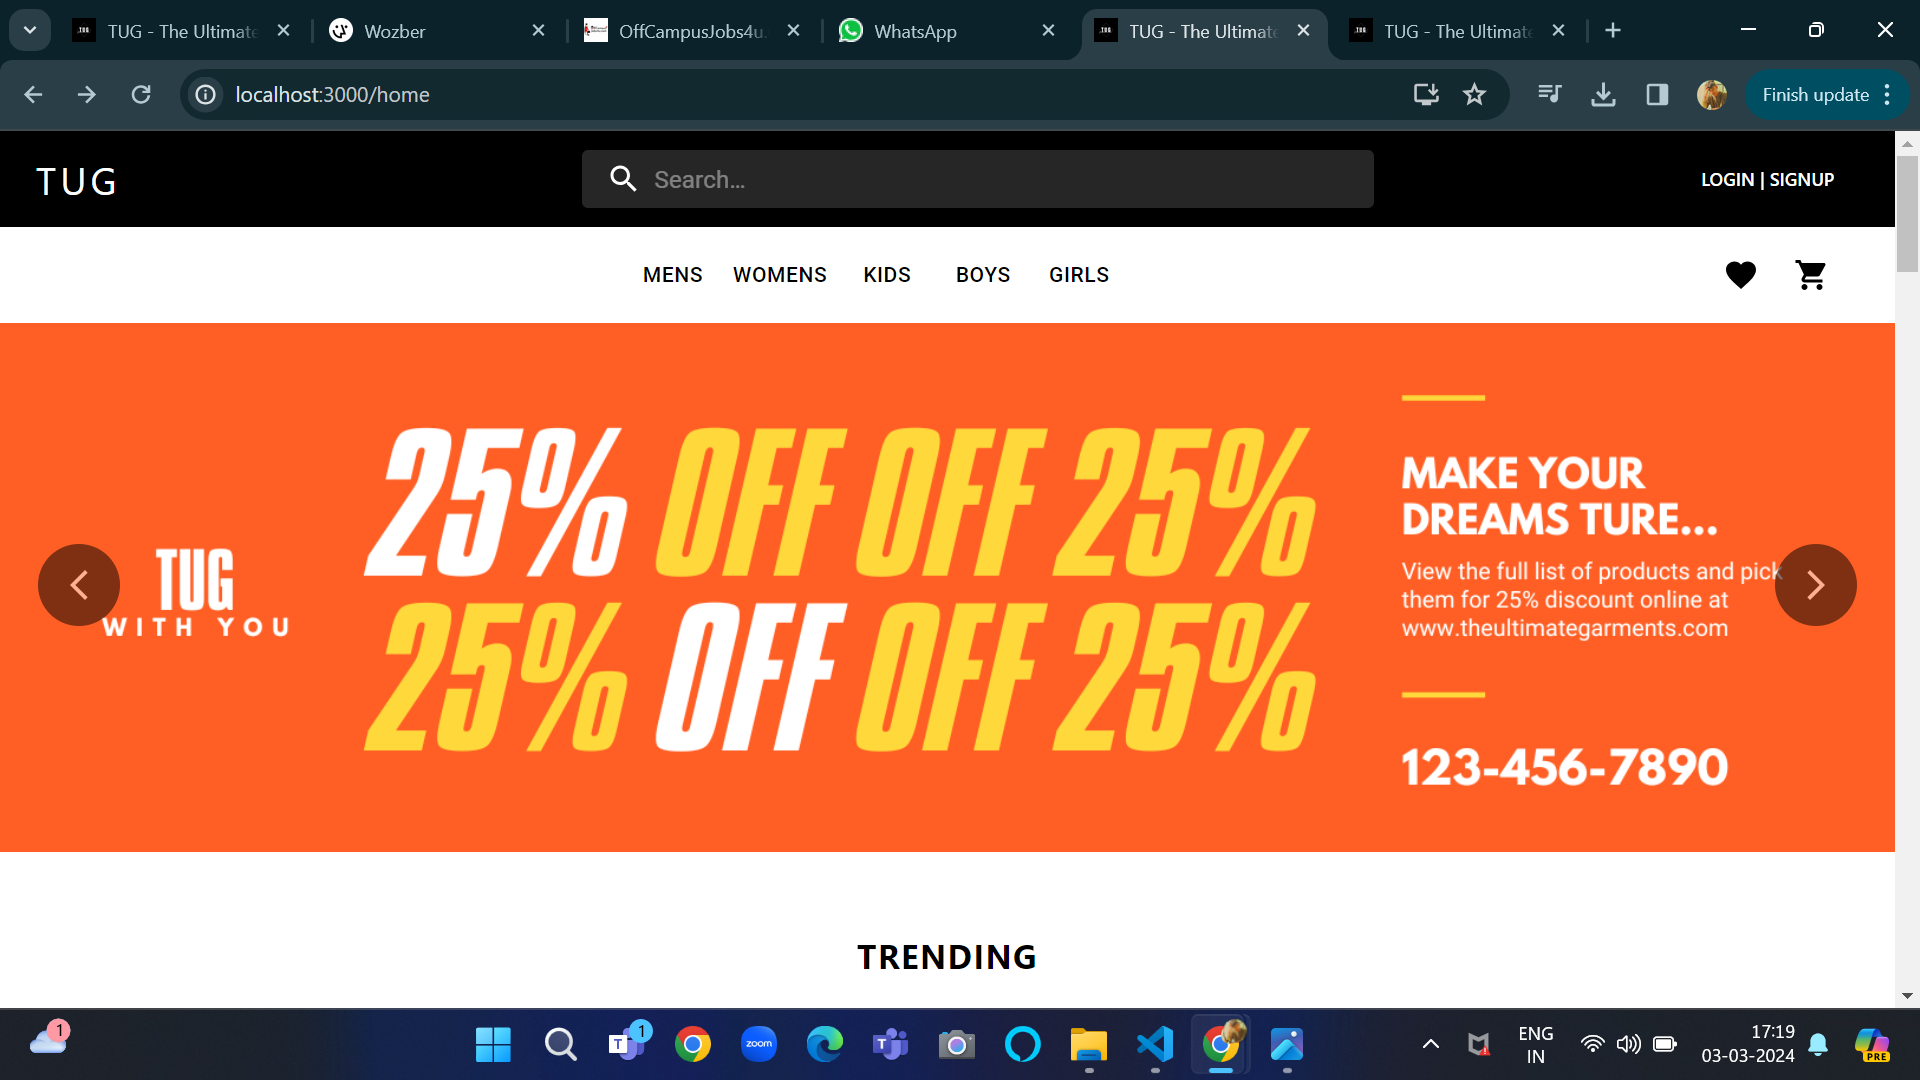 TUG - The Ultimate
Wozber
OffCampusJobs4u.
WhatsApp
TUG - The Ultimate
TUG - The Ultimate
localhost:3000/home
Finish update
TUG
Search…
LOGIN | SIGNUP
MENS WOMENS KIDS BOYS GIRLS
TUG
WITH YOU
25% OFF OFF 25%
25% OFF OFF 25%
MAKE YOUR
DREAMS TURE...
View the full list of products and pick
them for 25% discount online at
www.theultimategarments.com
123-456-7890
TRENDING
1
T 1
zoom
T
ENG
IN
17:19
03-03-2024
PRE